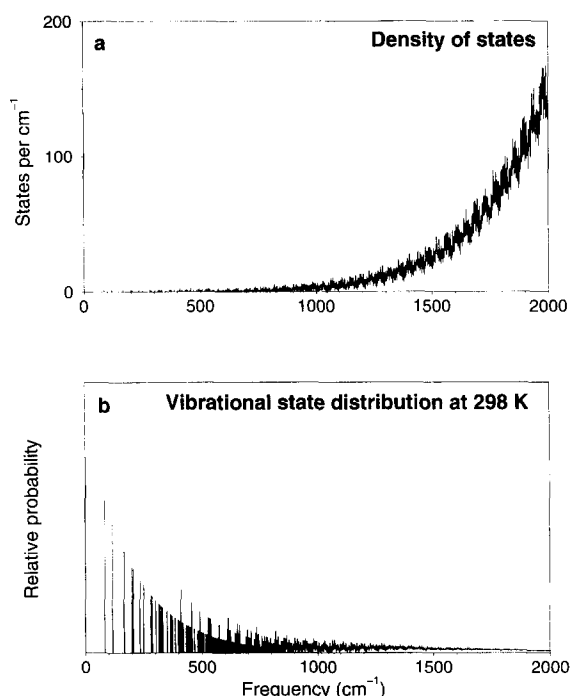 200
a Density of states
States per cm⁻¹
100
0
0 500 1000 1500 2000
b Vibrational state distribution at 298 K
Relative probability
0 500 1000 1500 2000
Frequency (cm⁻¹)